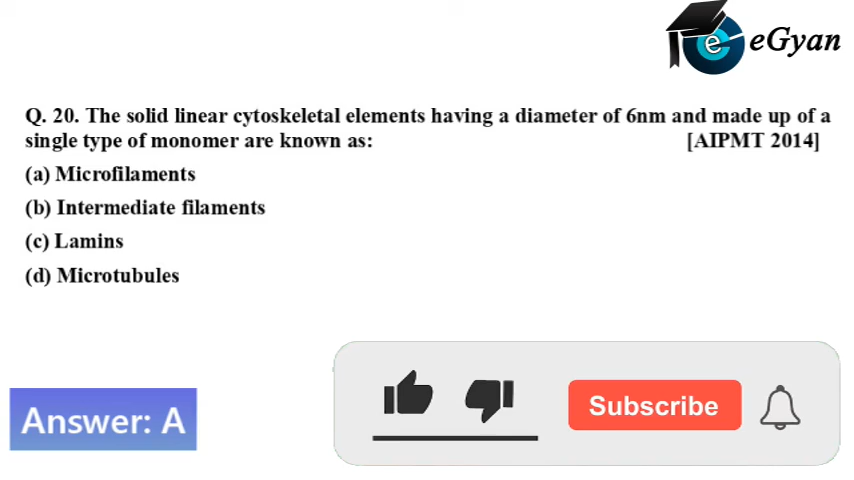 e eGyan
Q. 20. The solid linear cytoskeletal elements having a diameter of 6nm and made up of a
single type of monomer are known as: [AIPMT 2014]
(a) Microfilaments
(b) Intermediate filaments
(c) Lamins
(d) Microtubules
Answer: A
Subscribe